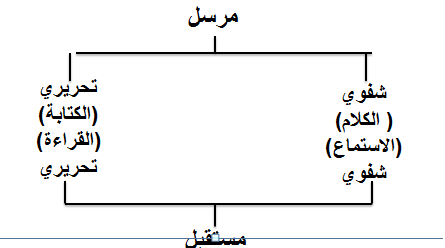 مرسل
شفوي
( الكلام)
(الاستماع)
شفوي
تحريري
(الكتابة)
(القراءة)
تحريري
مستقبل